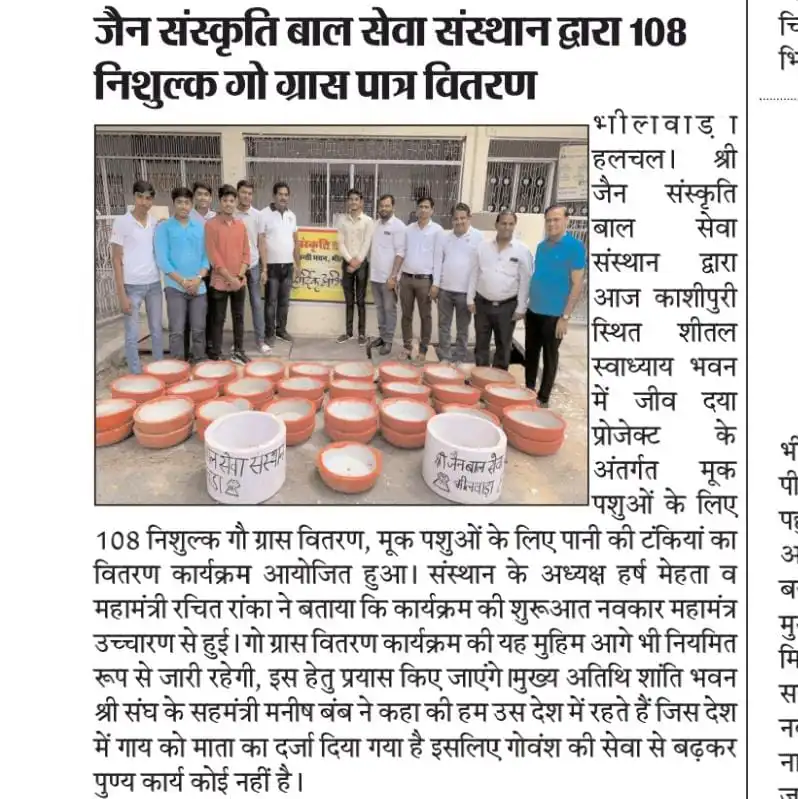 जैन संस्कृति बाल सेवा संस्थान द्वारा 108
निशुल्क गो ग्रास पात्र वितरण
भीलवाड़ा
हलचल। श्री
जैन संस्कृति
बाल सेवा
संस्थान द्वारा
आज काशीपुरी
स्थित शीतल
स्वाध्याय भवन
में जीव दया
प्रोजेक्ट के
अंतर्गत मूक
पशुओं के लिए
108 निशुल्क गौ ग्रास वितरण, मूक पशुओं के लिए पानी की टंकियां का
वितरण कार्यक्रम आयोजित हुआ। संस्थान के अध्यक्ष हर्ष मेहता व
महामंत्री रचित रांका ने बताया कि कार्यक्रम की शुरूआत नवकार महामंत्र
उच्चारण से हुई। गो ग्रास वितरण कार्यक्रम की यह मुहिम आगे भी नियमित
रूप से जारी रहेगी, इस हेतु प्रयास किए जाएंगे।मुख्य अतिथि शांति भवन
श्री संघ के सहमंत्री मनीष बंब ने कहा की हम उस देश में रहते हैं जिस देश
में गाय को माता का दर्जा दिया गया है इसलिए गोवंश की सेवा से बढ़कर
पुण्य कार्य कोई नहीं है।
संस्कृति
बाल सेवा संस्थान
श्री जैन बाल सेवा
भीलवाड़ा